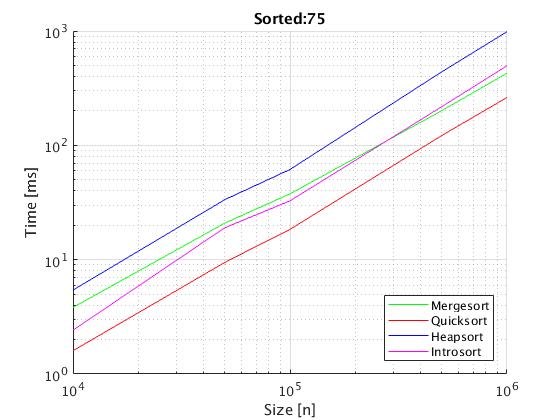 Sorted:75
10^3
10^2
10^1
10^0
Time [ms]
10^4
10^5
10^6
Size [n]
Mergesort
Quicksort
Heapsort
Introsort